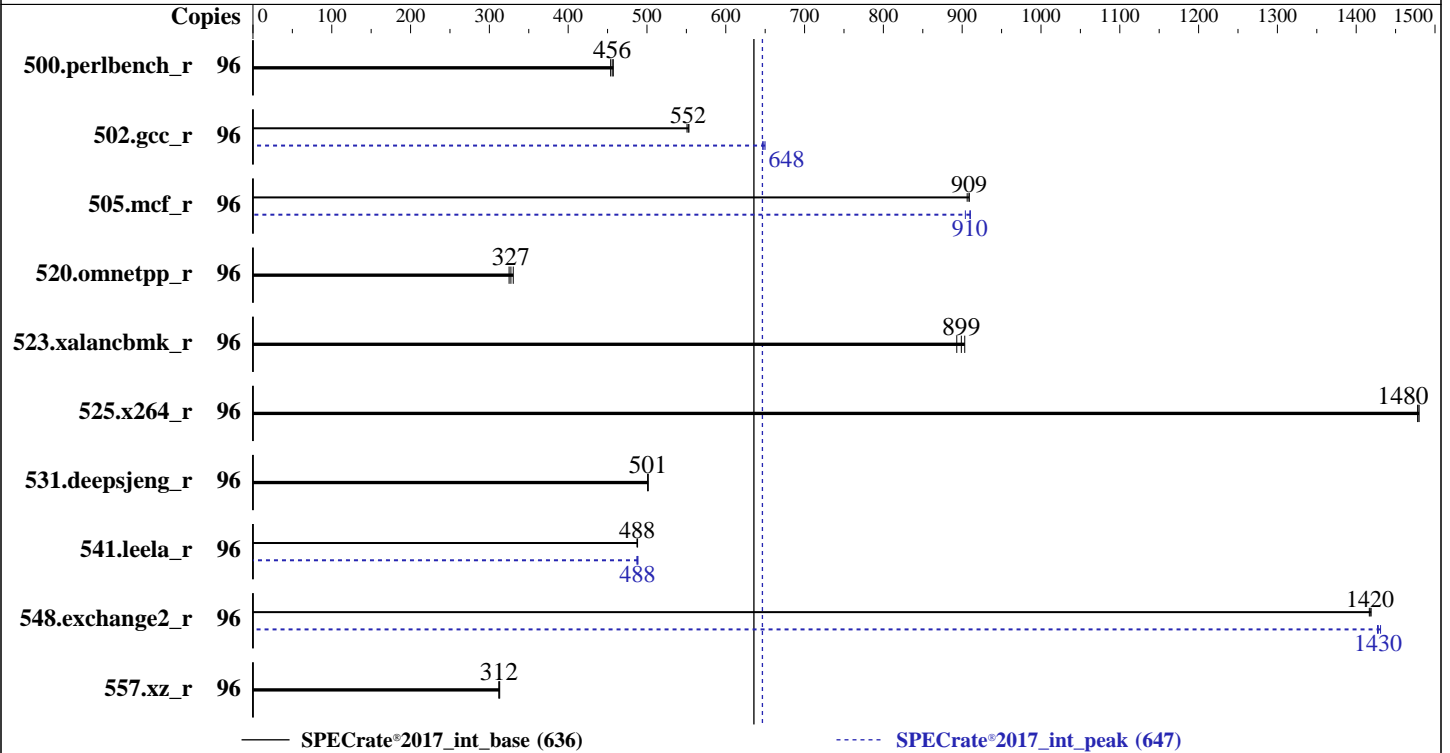 Copies 0 100 200 300 400 500 600 700 800 900 1000 1100 1200 1300 1400 1500
500.perlbench_r 96 456
502.gcc_r 96 552
648
505.mcf_r 96 909
910
520.omnetpp_r 96 327
523.xalancbmk_r 96 899
525.x264_r 96 1480
531.deepsjeng_r 96 501
541.leela_r 96 488
488
548.exchange2_r 96 1420
1430
557.xz_r 96 312
SPECrate®2017_int_base (636) SPECrate®2017_int_peak (647)